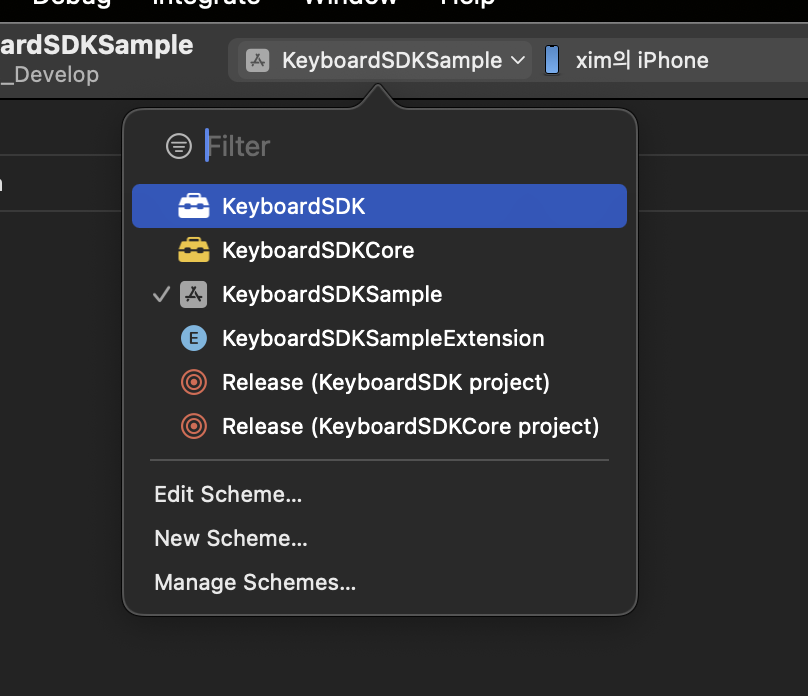 Debug Integrate Window Help
ardSDKSample
_Develop
KeyboardSDKSample
xim의 iPhone
Filter
KeyboardSDK
KeyboardSDKCore
KeyboardSDKSample
E KeyboardSDKSampleExtension
Release (KeyboardSDK project)
Release (KeyboardSDKCore project)
Edit Scheme...
New Scheme...
Manage Schemes...